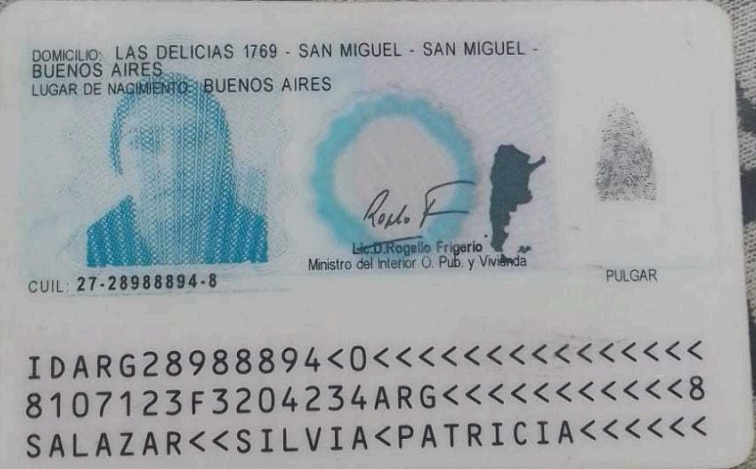 DOMICILIO: LAS DELICIAS 1769 - SAN MIGUEL - SAN MIGUEL -
BUENOS AIRES
LUGAR DE NACIMIENTO: BUENOS AIRES
Lic.D.Rogelio Frigerio
Ministro del Interior O. Pub. y Vivienda
PULGAR
CUIL: 27-28988894-8
IDARG28988894<0<<<<<<<<<<<<<<<
8107123F3204234ARG<<<<<<<<<<<8
SALAZAR<<SILVIA<PATRICIA<<<<<<